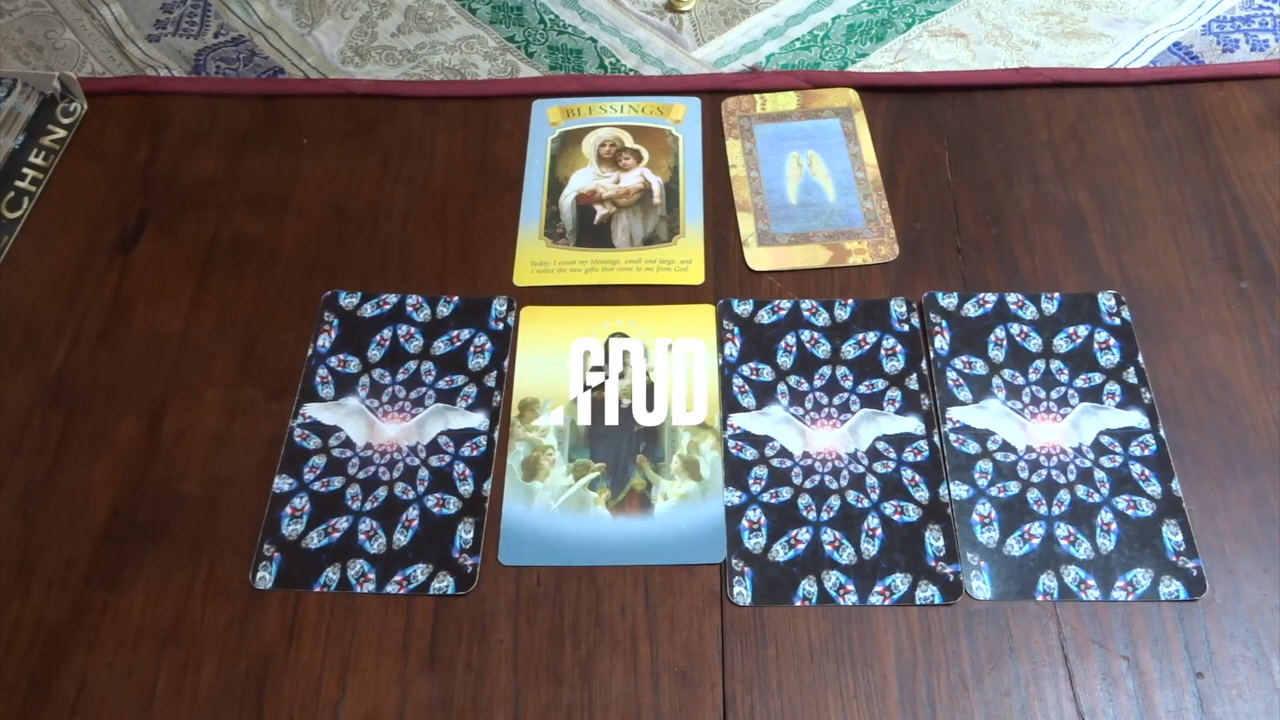 BLESSINGS
Today, I count my blessings, small and large, and
I notice the new gifts that come to me from God.
CHENG